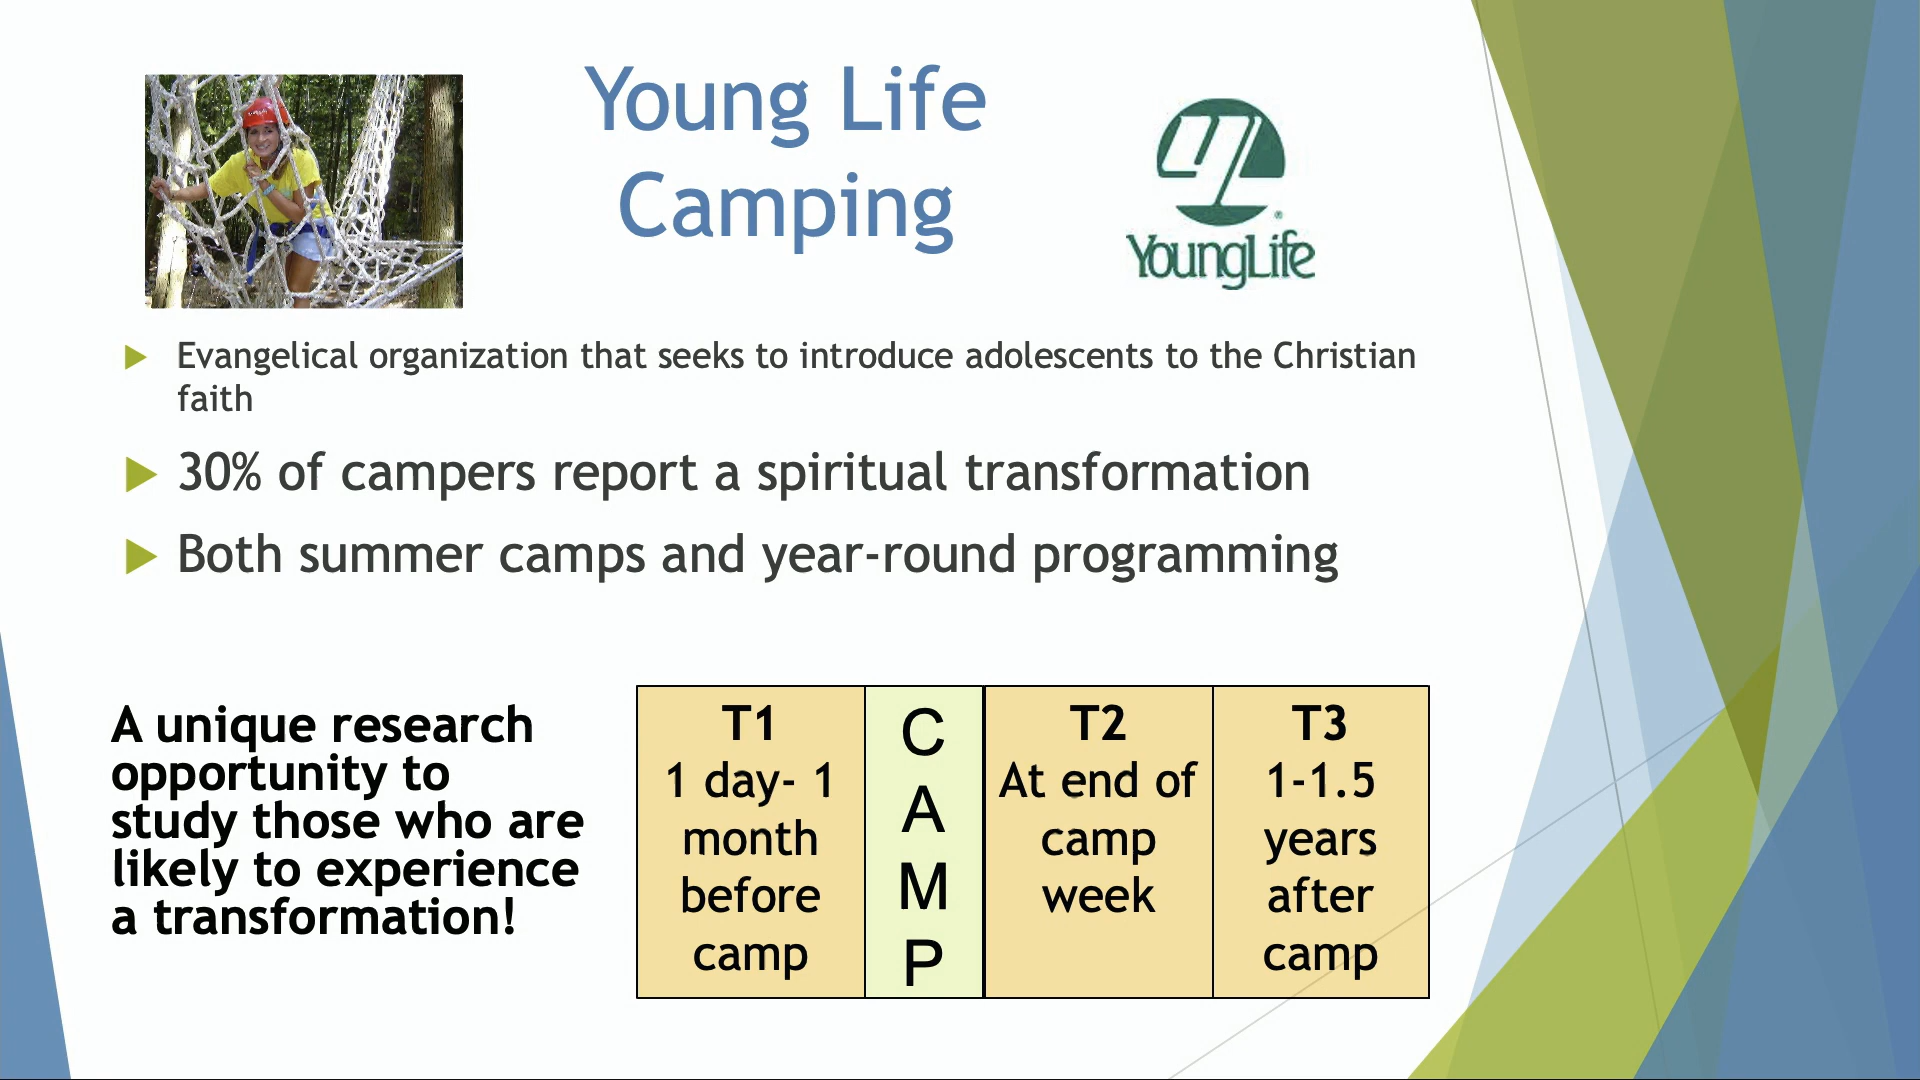 Young Life
Camping
YoungLife
Evangelical organization that seeks to introduce adolescents to the Christian
faith
30% of campers report a spiritual transformation
Both summer camps and year-round programming
A unique research
opportunity to
study those who are
likely to experience
a transformation!
T1
1 day- 1
month
before
camp
C
A
M
P
T2
At end of
camp
week
T3
1-1.5
years
after
camp